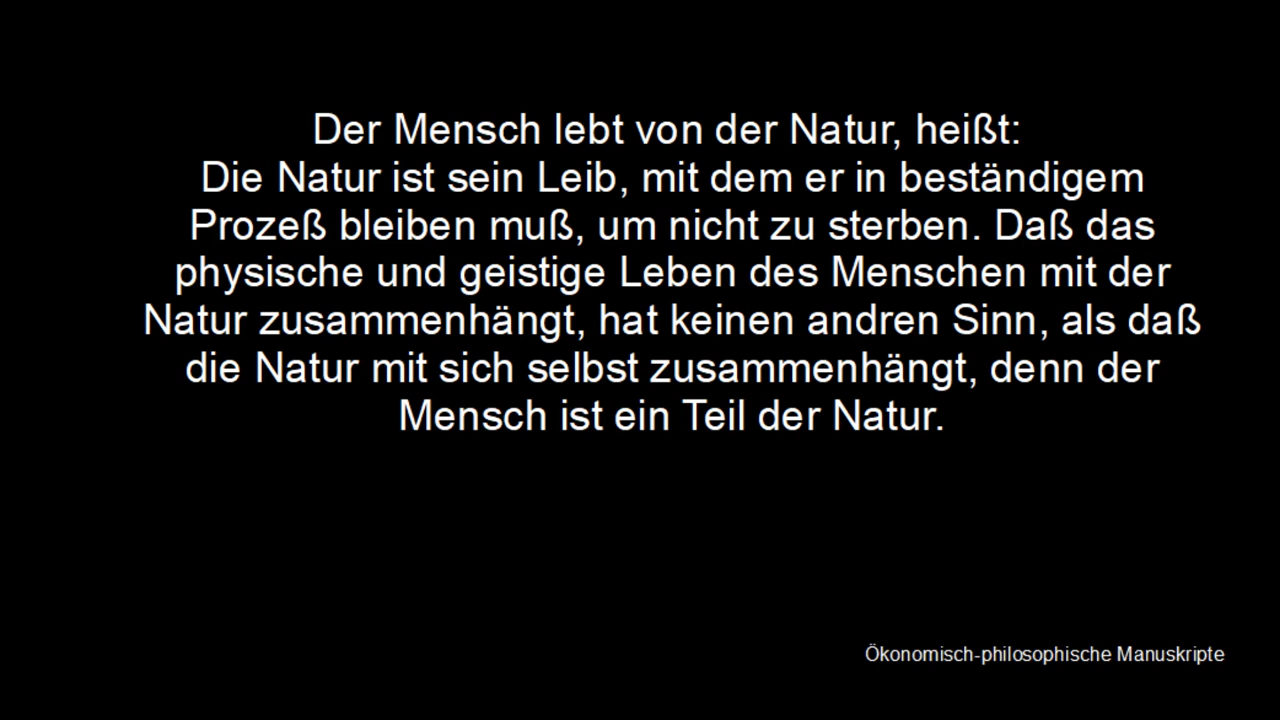 Der Mensch lebt von der Natur, heißt:
Die Natur ist sein Leib, mit dem er in beständigem
Prozeß bleiben muß, um nicht zu sterben. Daß das
physische und geistige Leben des Menschen mit der
Natur zusammenhängt, hat keinen andren Sinn, als daß
die Natur mit sich selbst zusammenhängt, denn der
Mensch ist ein Teil der Natur.
Ökonomisch-philosophische Manuskripte